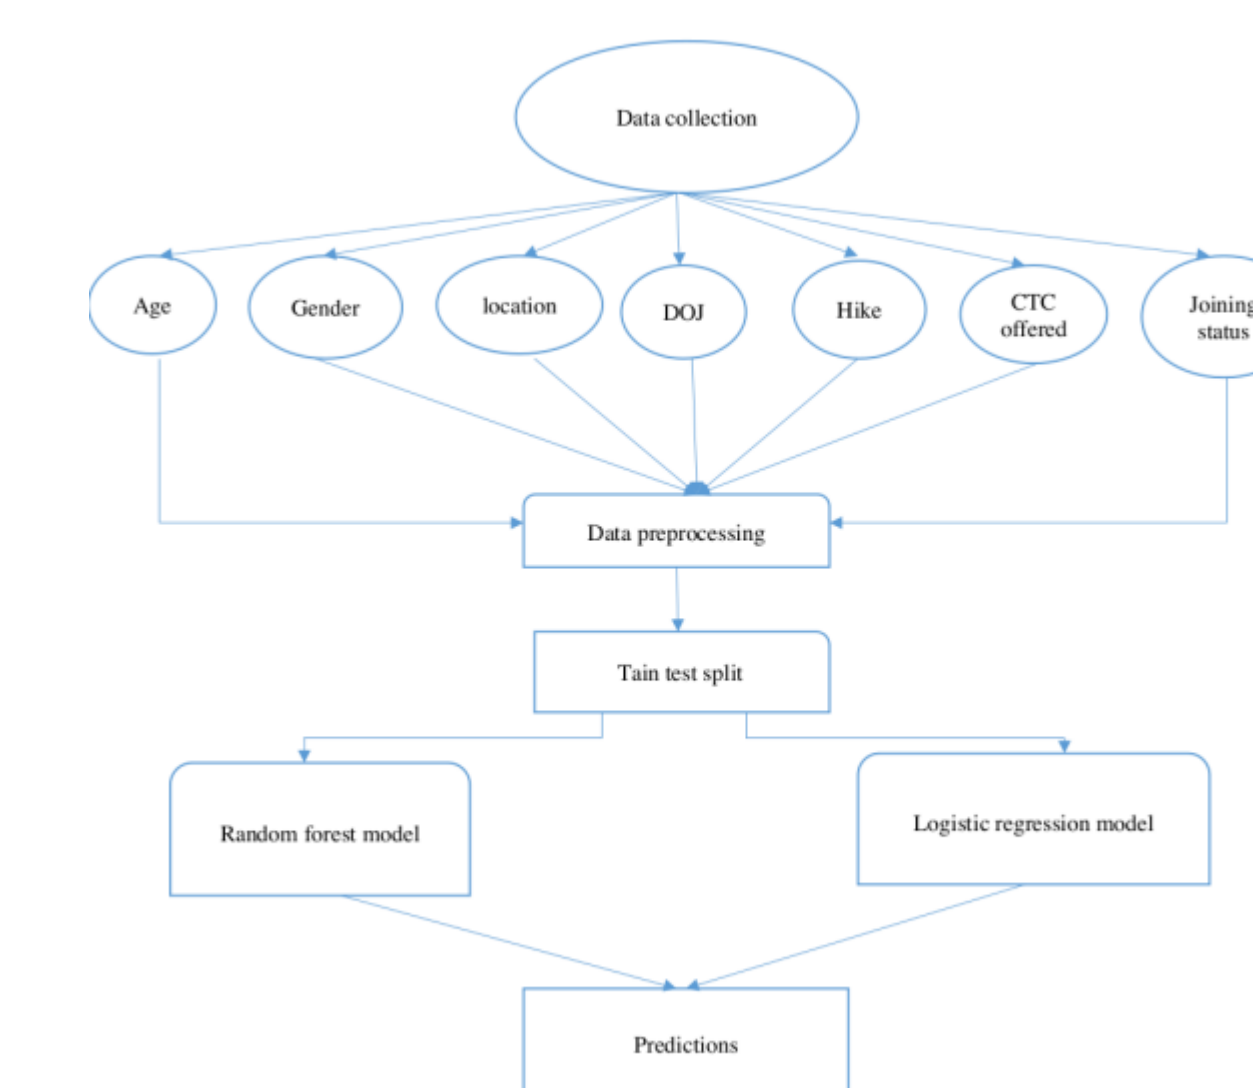 Data collection
Age
Gender
location
DOJ
Hike
CTC
offered
Joining
status
Data preprocessing
Tain test split
Random forest model
Logistic regression model
Predictions